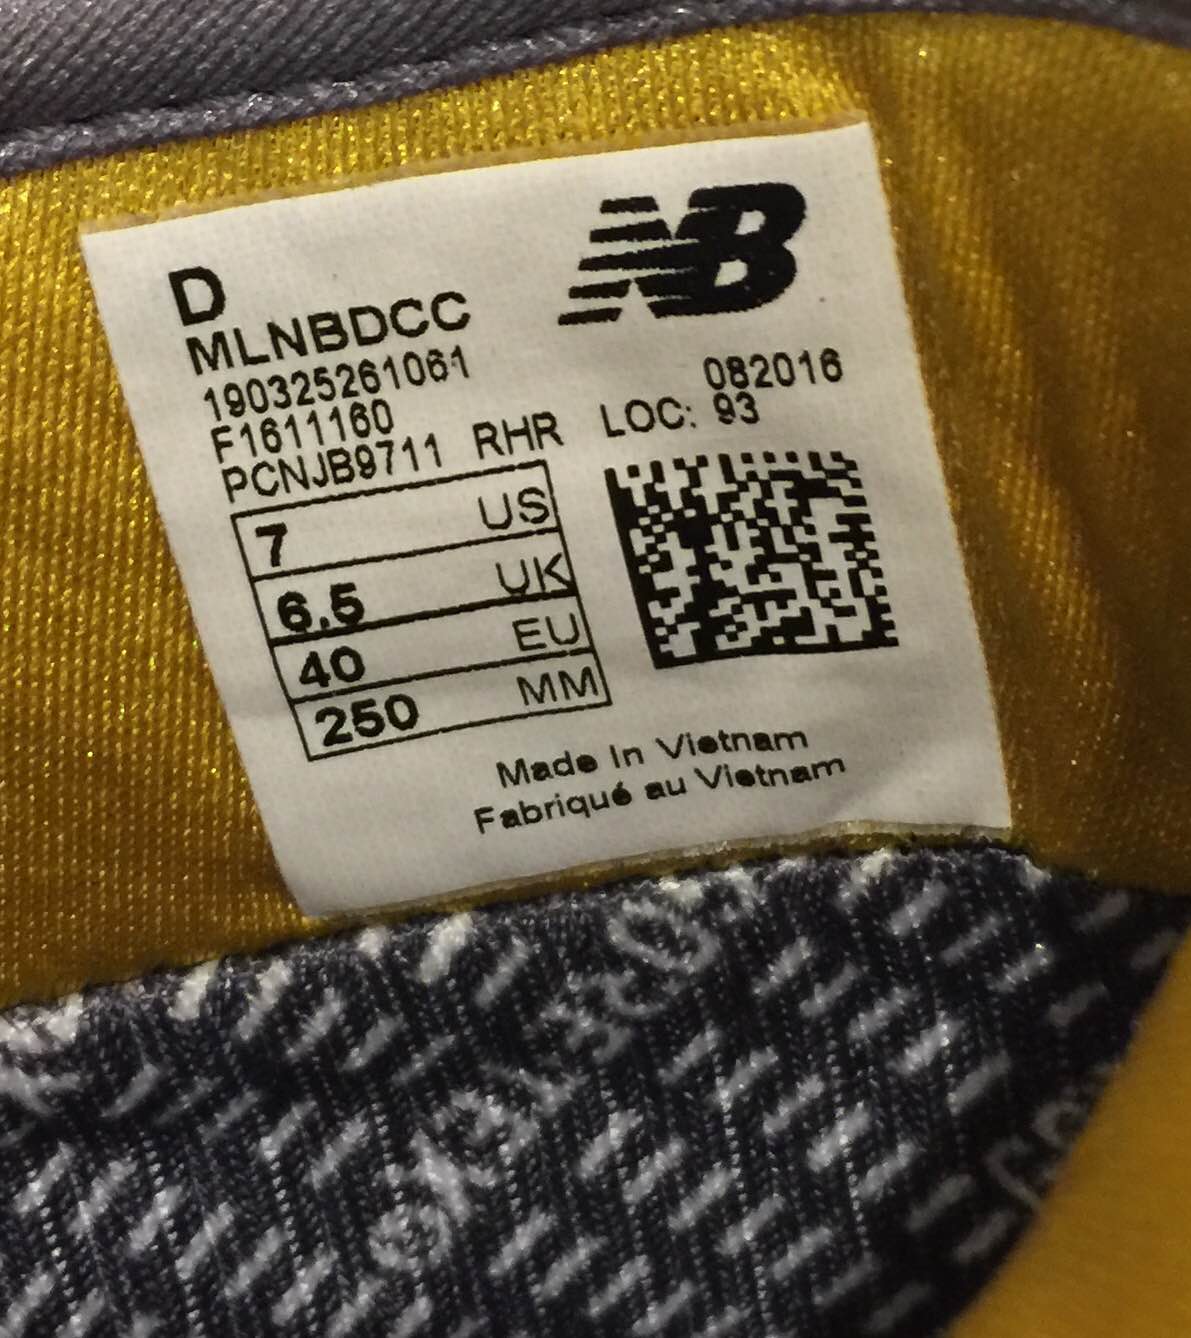 NB
D
MLNBDCC
190325261061 082016
F1611160 LOC: 93
PCNJB9711 RHR
7 US
6.5 UK
40 EU
250 MM
Made In Vietnam
Fabriqué au Vietnam